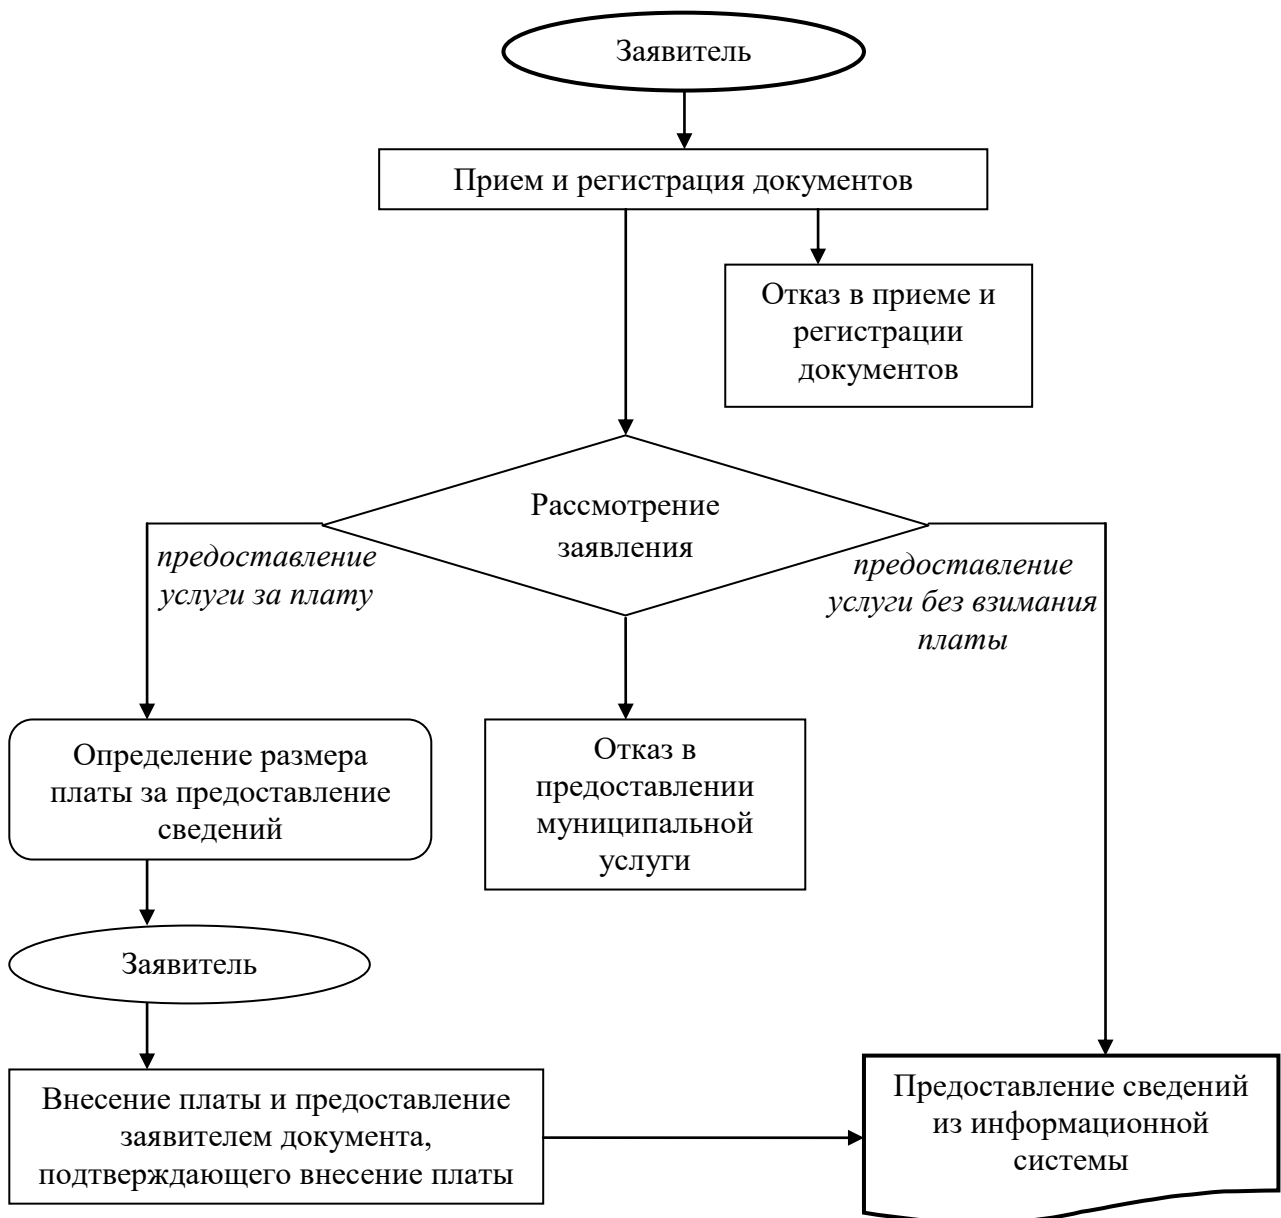 Заявитель
Прием и регистрация документов
Отказ в приеме и
регистрации
документов
Рассмотрение
заявления
предоставление
услуги за плату
предоставление
услуги без взимания
платы
Определение размера
платы за предоставление
сведений
Отказ в
предоставлении
муниципальной
услуги
Заявитель
Внесение платы и предоставление
заявителем документа,
подтверждающего внесение платы
Предоставление сведений
из информационной
системы